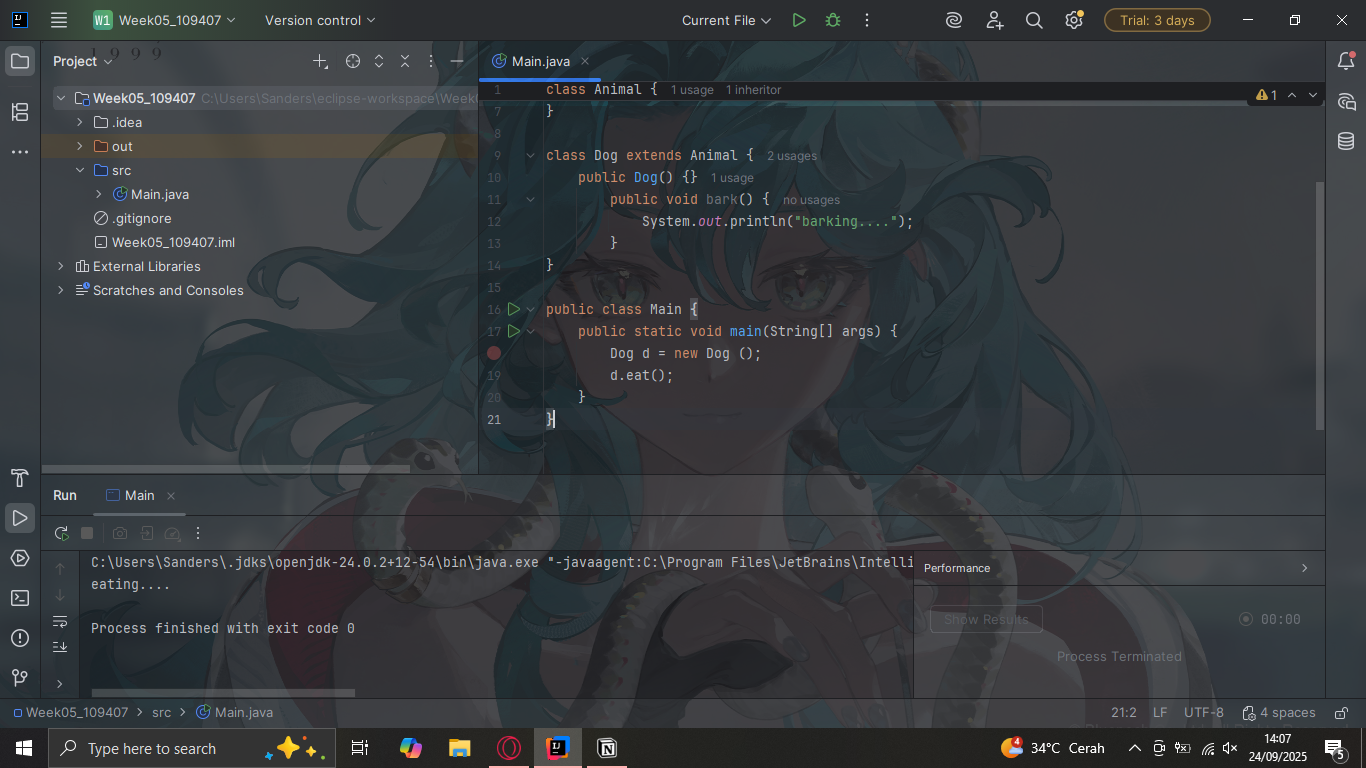 W1 Week05_109407 Version control Current File Trial: 3 days
1 9 9 9
Project
Main.java
Week05_109407 C:\Users\Sanders\eclipse-workspace\Week
.idea
out
src
Main.java
.gitignore
Week05_109407.iml
External Libraries
Scratches and Consoles
1 class Animal { 1 usage 1 inheritor
1
7 }
8
9 class Dog extends Animal { 2 usages
10 public Dog() {} 1 usage
11 public void bark() { no usages
12 System.out.println("barking....");
13 }
14 }
15
16 public class Main {
17 public static void main(String[] args) {
Dog d = new Dog ();
19 d.eat();
20 }
21 }
Run Main
C:\Users\Sanders\.jdks\openjdk-24.0.2+12-54\bin\java.exe "-javaagent:C:\Program Files\JetBrains\Intelli
eating....
Process finished with exit code 0
Performance
Show Results 00:00
Process Terminated
Week05_109407 src Main.java 21:2 LF UTF-8 4 spaces
Type here to search
4 34°C Cerah
14:07
24/09/2025
5